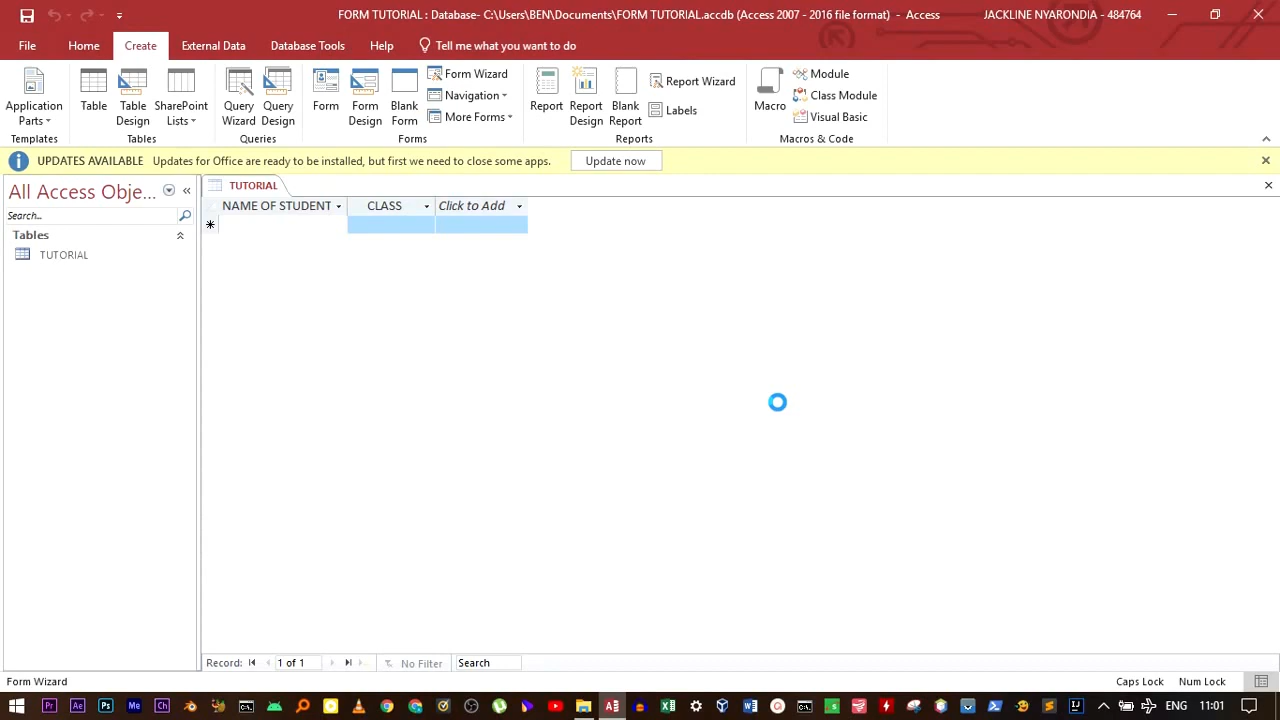 FORM TUTORIAL : Database- C:\Users\BEN\Documents\FORM TUTORIAL.accdb (Access 2007 - 2016 file format) - Access
JACKLINE NYARONDIA - 484764
File Home Create External Data Database Tools Help Tell me what you want to do
Application Parts
Templates
Table
Table Design
SharePoint Lists
Tables
Query Wizard
Query Design
Queries
Form
Form Design
Blank Form
Form Wizard
Navigation
More Forms
Forms
Report
Report Design
Blank Report
Report Wizard
Labels
Reports
Macro
Module
Class Module
Visual Basic
Macros & Code
UPDATES AVAILABLE Updates for Office are ready to be installed, but first we need to close some apps. Update now
All Access Obje...
Search...
Tables
TUTORIAL
TUTORIAL
NAME OF STUDENT CLASS Click to Add
Record: 1 of 1 No Filter Search
Form Wizard
Caps Lock Num Lock
Pr Ae Ps Me Ch
ENG 11:01